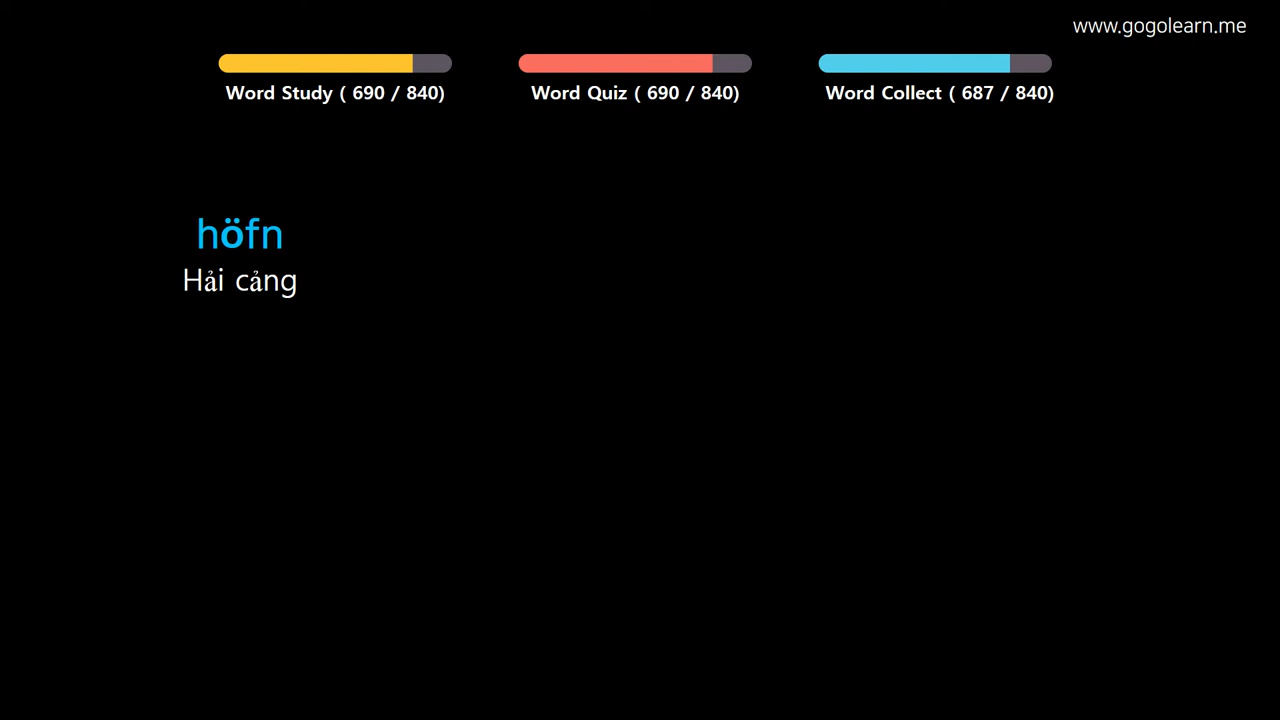 www.gogolearn.me
Word Study ( 690 / 840)
Word Quiz ( 690 / 840)
Word Collect ( 687 / 840)
höfn
Hải cảng